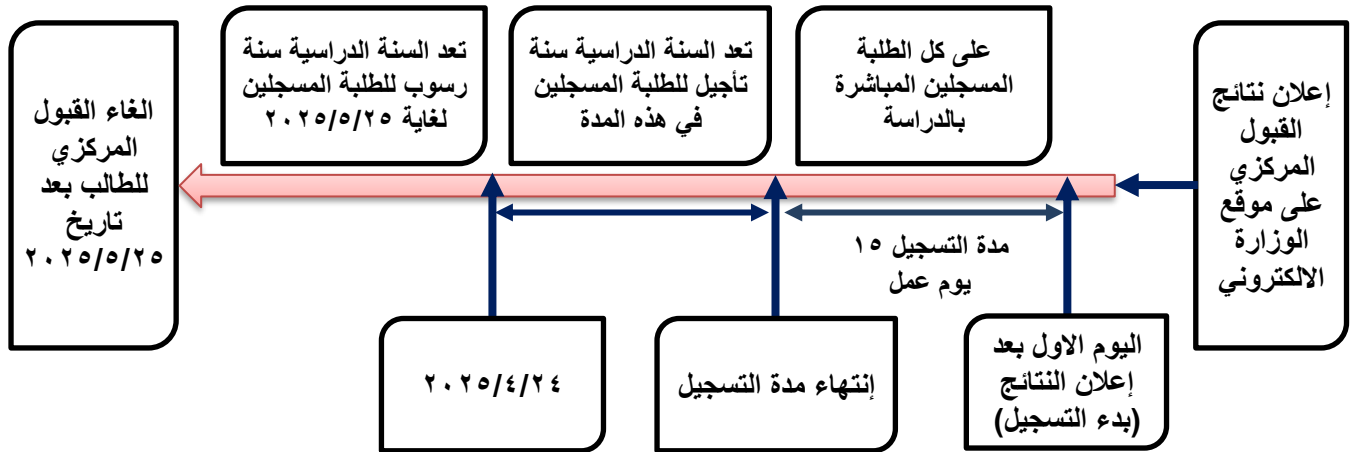 إعلان نتائج
القبول
المركزي
على موقع
الوزارة
الالكتروني
على كل الطلبة
المسجلين المباشرة
بالدراسة
تعد السنة الدراسية سنة
تأجيل للطلبة المسجلين
في هذه المدة
تعد السنة الدراسية سنة
رسوب للطلبة المسجلين
لغاية ٢٠٢٥/٥/٢٥
الغاء القبول
المركزي
للطالب بعد
تاريخ
٢٠٢٥/٥/٢٥
مدة التسجيل ١٥
يوم عمل
اليوم الاول بعد
إعلان النتائج
(بدء التسجيل)
إنتهاء مدة التسجيل
٢٠٢٥/٤/٢٤